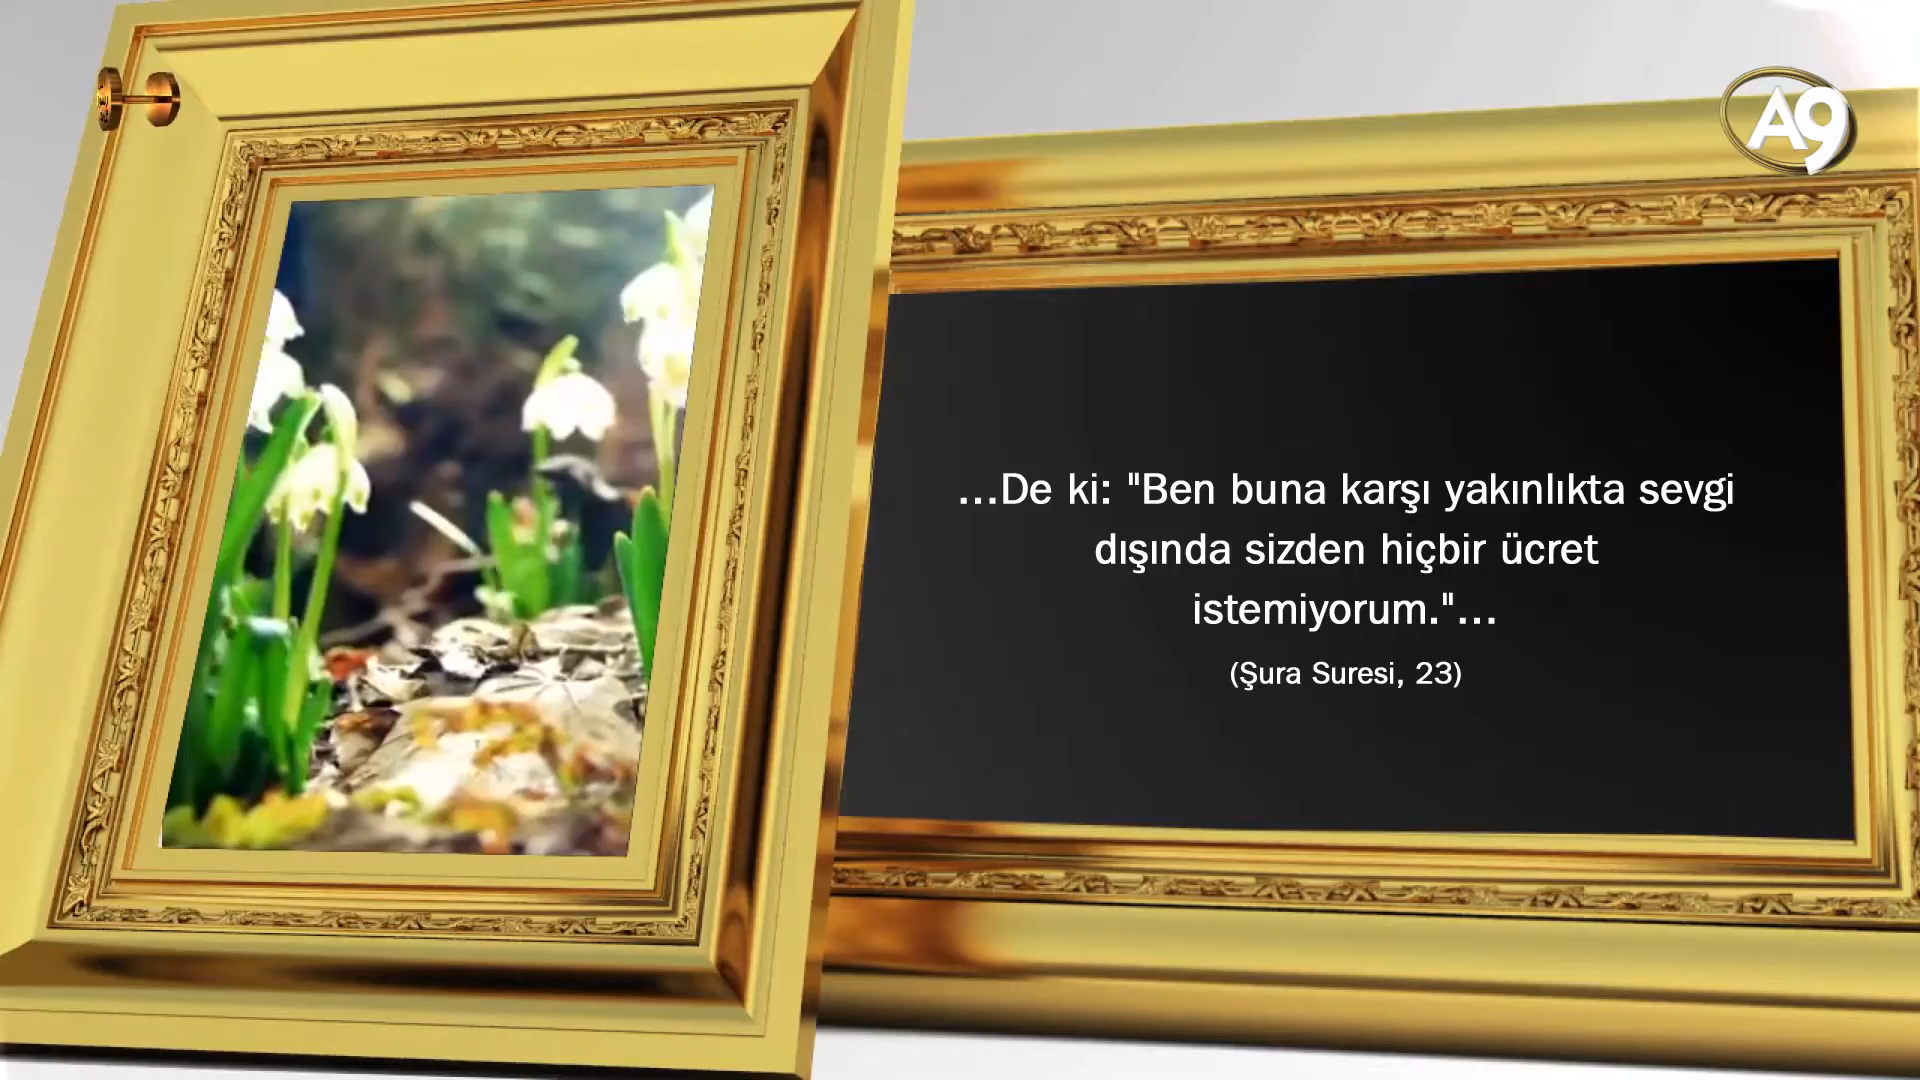 A9
...De ki: "Ben buna karşı yakınlıkta sevgi
dışında sizden hiçbir ücret
istemiyorum."...
(Şura Suresi, 23)